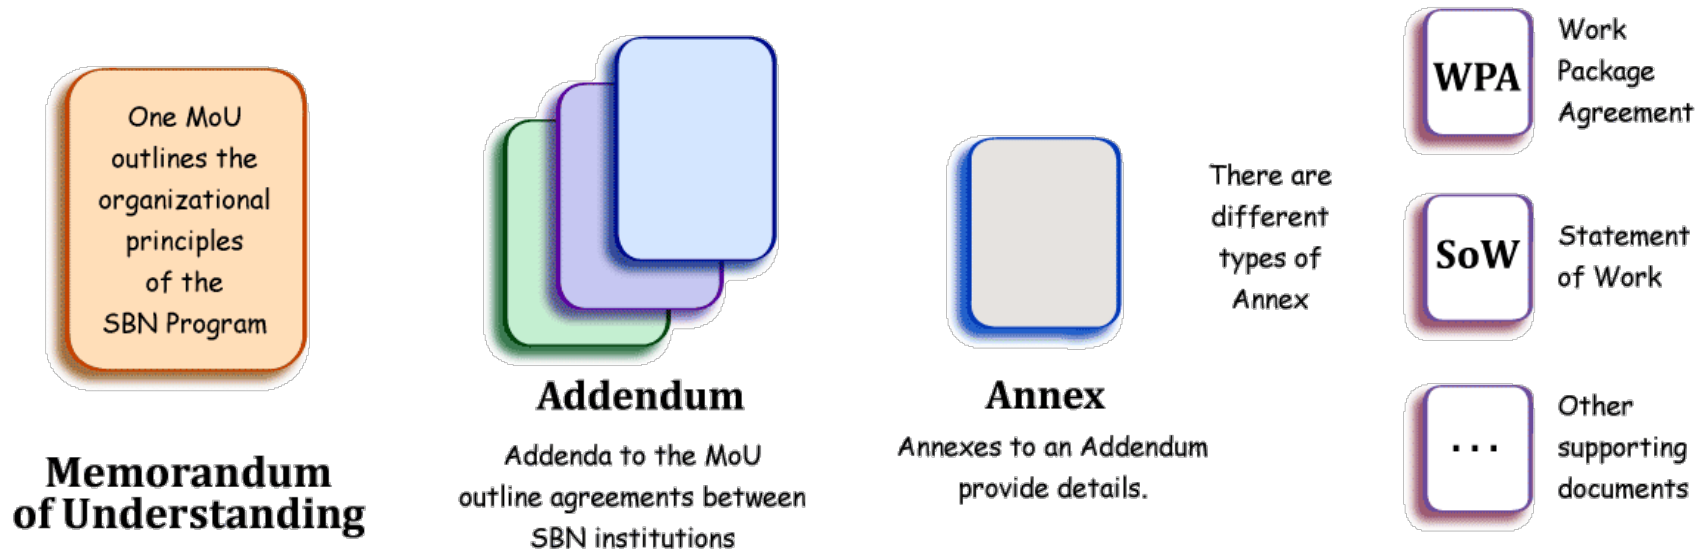 One MoU
outlines the
organizational
principles
of the
SBN Program
Memorandum
of Understanding
Addendum
Addenda to the MoU
outline agreements between
SBN institutions
Annex
Annexes to an Addendum
provide details.
There are
different
types of
Annex
WPA
Work
Package
Agreement
SoW
Statement
of Work
...
Other
supporting
documents